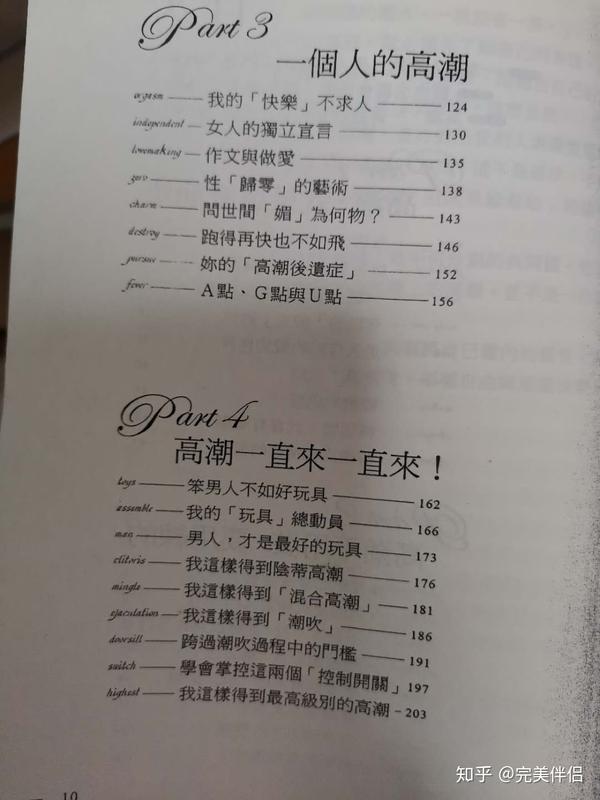 Part 3
一個人的高潮
orgasm —— 我的「快樂」不求人 —— 124
independent —— 女人的獨立宣言 —— 130
lovemaking —— 作文與做愛 —— 135
zero —— 性「歸零」的藝術 —— 138
charm —— 問世間「媚」為何物？ —— 143
destroy —— 跑得再快也不如飛 —— 146
pursue —— 妳的「高潮後遺症」 —— 152
fever —— A點、G點與U點 —— 156
Part 4
高潮一直來一直來！
toys —— 笨男人不如好玩具 —— 162
assemble —— 我的「玩具」總動員 —— 166
man —— 男人，才是最好的玩具 —— 173
clitoris —— 我這樣得到陰蒂高潮 —— 176
mingle —— 我這樣得到「混合高潮」 —— 181
ejaculation —— 我這樣得到「潮吹」 —— 186
doorsill —— 跨過潮吹過程中的門檻 —— 191
switch —— 學會掌控這兩個「控制開關」197
highest —— 我這樣得到最高級別的高潮 – 203
10
知乎 @完美伴侣